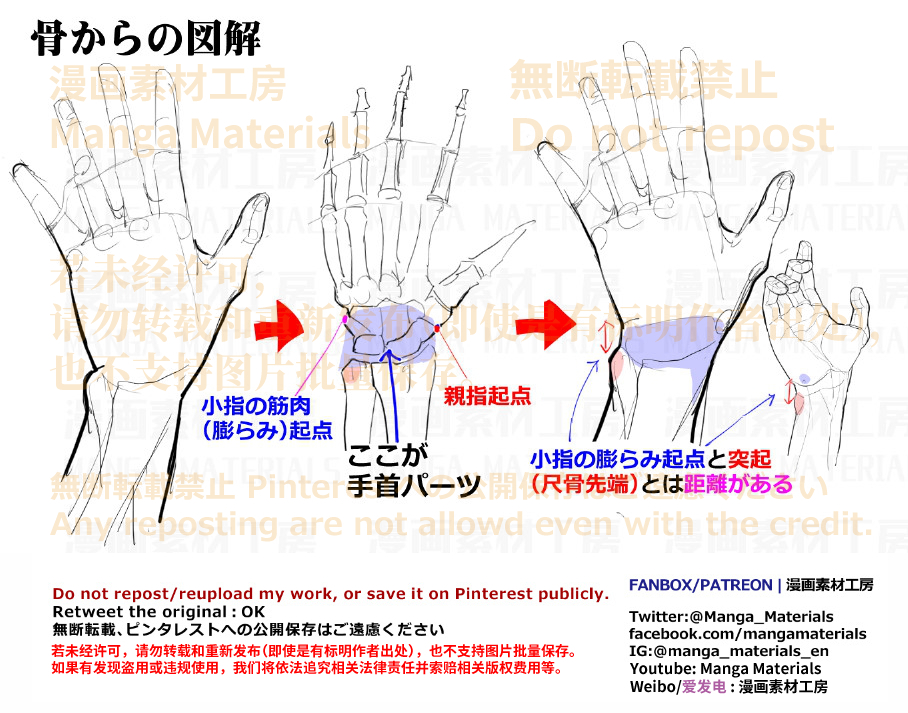 骨からの図解
漫画素材工房
Manga Materials
無断転載禁止
Do not repost
若未经许可，
请勿转载和重新发布(即使是有标明作者出处)，
也不支持图片批量保存
小指の筋肉
（膨らみ）起点
親指起点
ここが
手首パーツ
小指の膨らみ起点と突起
（尺骨先端）とは距離がある
無断転載禁止 Pinterest
Any reposting are not allowd even with the credit.
Do not repost/reupload my work, or save it on Pinterest publicly.
Retweet the original：OK
無断転載、ピンタレストへの公開保存はご遠慮ください
若未经许可，请勿转载和重新发布（即使是有标明作者出处），也不支持图片批量保存。
如果有发现盗用或违规使用，我们将依法追究相关法律责任并索赔相关版权费用等。
FANBOX/PATREON | 漫画素材工房
Twitter:@Manga_Materials
facebook.com/mangamaterials
IG:@manga_materials_en
Youtube: Manga Materials
Weibo/爱发电：漫画素材工房